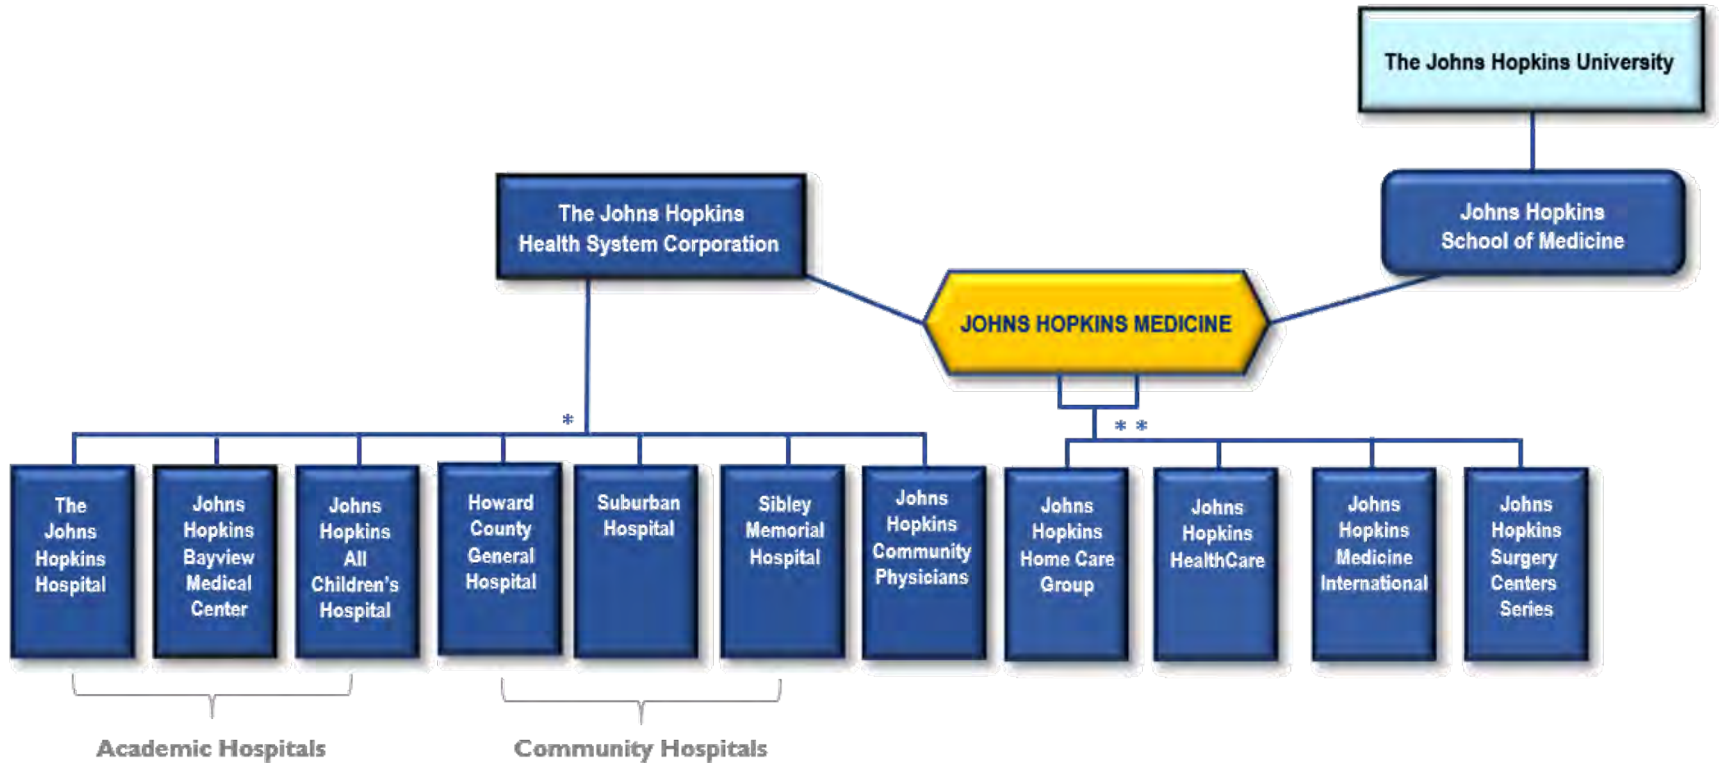 The Johns Hopkins University
The Johns Hopkins
Health System Corporation
Johns Hopkins
School of Medicine
JOHNS HOPKINS MEDICINE
*
* *
The
Johns
Hopkins
Hospital
Johns
Hopkins
Bayview
Medical
Center
Johns
Hopkins
All
Children's
Hospital
Howard
County
General
Hospital
Suburban
Hospital
Sibley
Memorial
Hospital
Johns
Hopkins
Community
Physicians
Johns
Hopkins
Home Care
Group
Johns
Hopkins
HealthCare
Johns
Hopkins
Medicine
International
Johns
Hopkins
Surgery
Centers
Series
Academic Hospitals
Community Hospitals